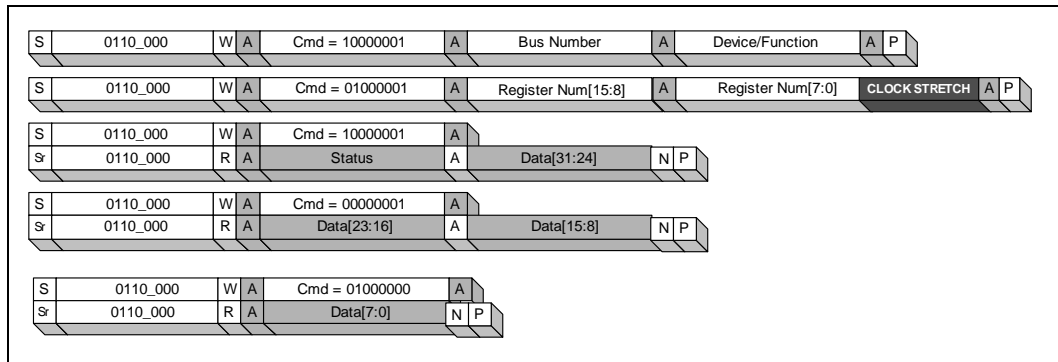 S 0110_000 W A Cmd = 10000001 A Bus Number A Device/Function A P
S 0110_000 W A Cmd = 01000001 A Register Num[15:8] A Register Num[7:0] CLOCK STRETCH A P
S 0110_000 W A Cmd = 10000001 A
Sr 0110_000 R A Status A Data[31:24] N P
S 0110_000 W A Cmd = 00000001 A
Sr 0110_000 R A Data[23:16] A Data[15:8] N P
S 0110_000 W A Cmd = 01000000 A
Sr 0110_000 R A Data[7:0] N P